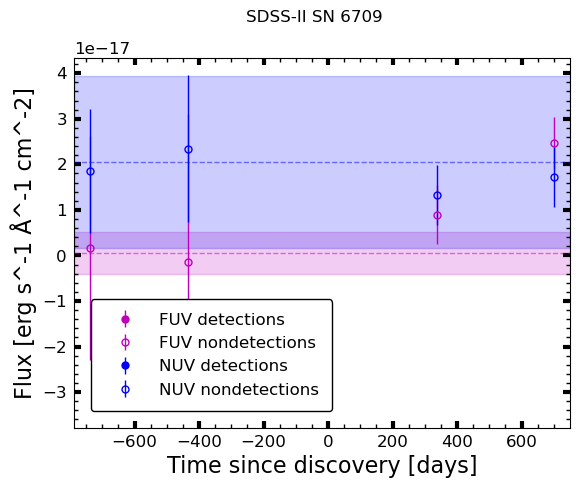 SDSS-II SN 6709
1e−17
4
3
2
1
0
−1
−2
−3
Flux [erg s^-1 Å^-1 cm^-2]
FUV detections
FUV nondetections
NUV detections
NUV nondetections
−600 −400 −200 0 200 400 600
Time since discovery [days]